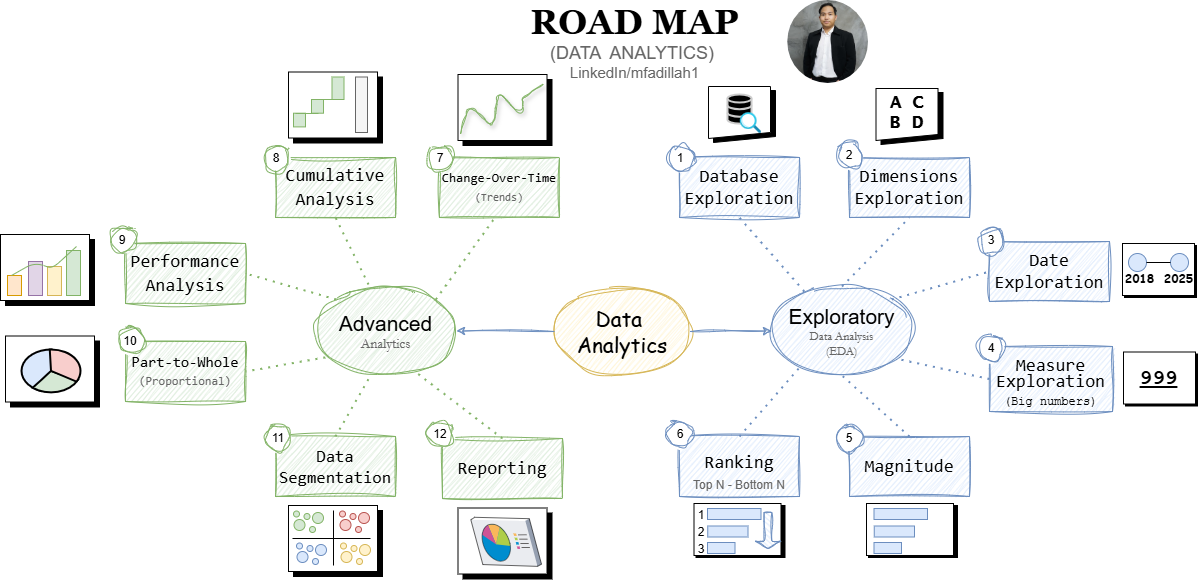 ROAD MAP
(DATA ANALYTICS)
LinkedIn/mfadillah1
8
Cumulative
Analysis
7
Change-Over-Time
(Trends)
1
Database
Exploration
A C
B D
2
Dimensions
Exploration
9
Performance
Analysis
3
Date
Exploration
2018 2025
Advanced
Analytics
Data
Analytics
Exploratory
Data Analysis
(EDA)
10
Part-to-Whole
(Proportional)
4
Measure
Exploration
(Big numbers)
999
11
Data
Segmentation
12
Reporting
6
Ranking
Top N - Bottom N
1
2
3
5
Magnitude